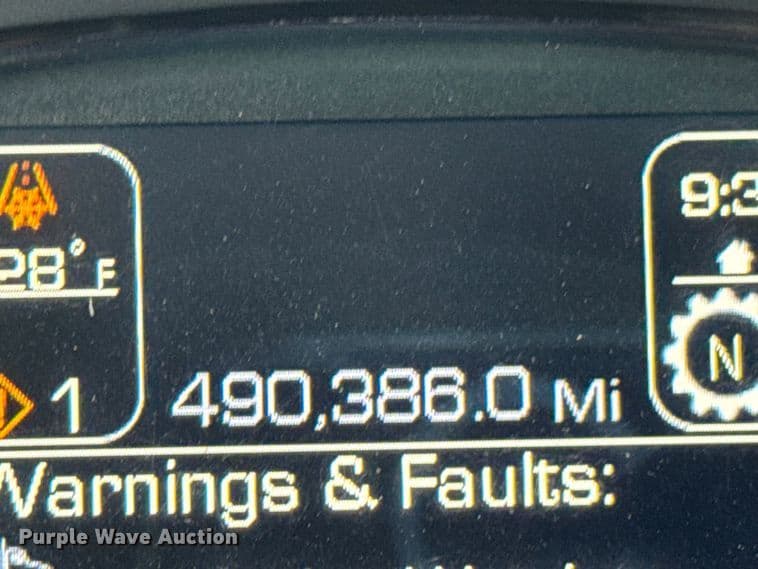 9:3
28° F
N
1
490,386.0 Mi
Warnings & Faults:
Purple Wave Auction